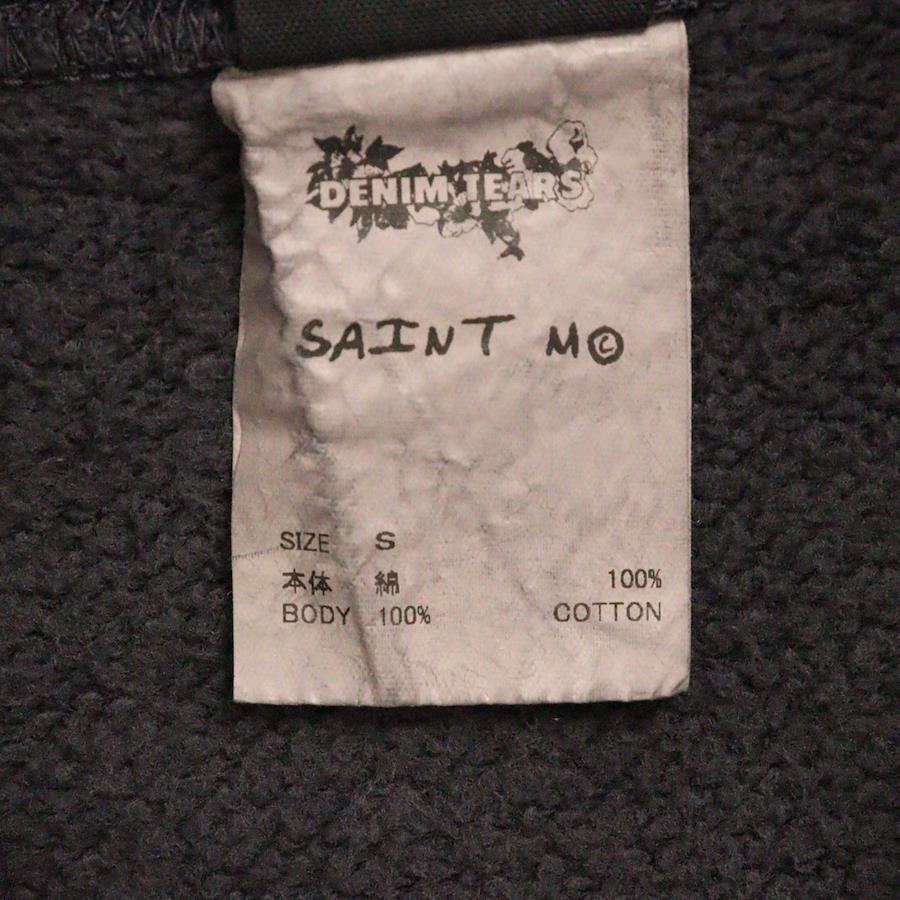 DENIM TEARS
SAINT M©
SIZE S
本体 綿 100%
BODY 100% COTTON